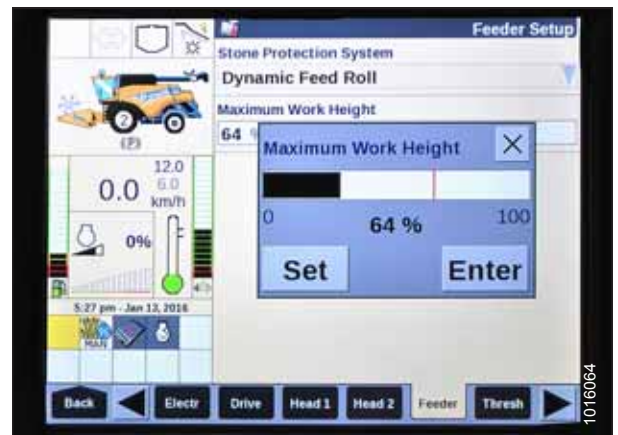 Feeder Setup
Stone Protection System
Dynamic Feed Roll
Maximum Work Height
64 %
Maximum Work Height
0
64 %
100
Set
Enter
2
(P)
12.0
6.0
0.0
km/h
0%
5:27 pm - Jan 13, 2016
MAN
Back
Electr
Drive
Head 1
Head 2
Feeder
Thresh
1016064